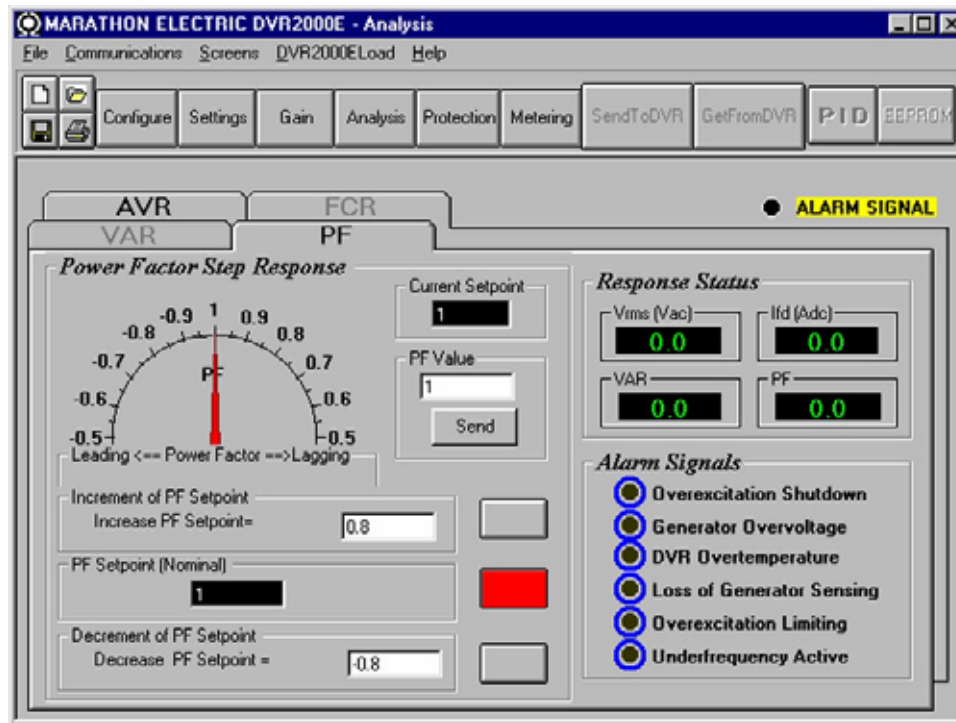 MARATHON ELECTRIC DVR2000E - Analysis
File Communications Screens DVR2000ELoad Help
Configure Settings Gain Analysis Protection Metering SendToDVR GetFromDVR PID EEPROM
AVR FCR
ALARM SIGNAL
VAR PF
Power Factor Step Response
-0.5 -0.6 -0.7 -0.8 -0.9 1 0.9 0.8 0.7 0.6 0.5
PF
Leading <-- Power Factor -->Lagging
Current Setpoint
1
PF Value
1
Send
Increment of PF Setpoint
Increase PF Setpoint= 0.8
PF Setpoint (Nominal)
1
Decrement of PF Setpoint
Decrease PF Setpoint = -0.8
Response Status
Vrms (Vac) Ifd (Adc)
0.0 0.0
VAR PF
0.0 0.0
Alarm Signals
Overexcitation Shutdown
Generator Overvoltage
DVR Overtemperature
Loss of Generator Sensing
Overexcitation Limiting
Underfrequency Active